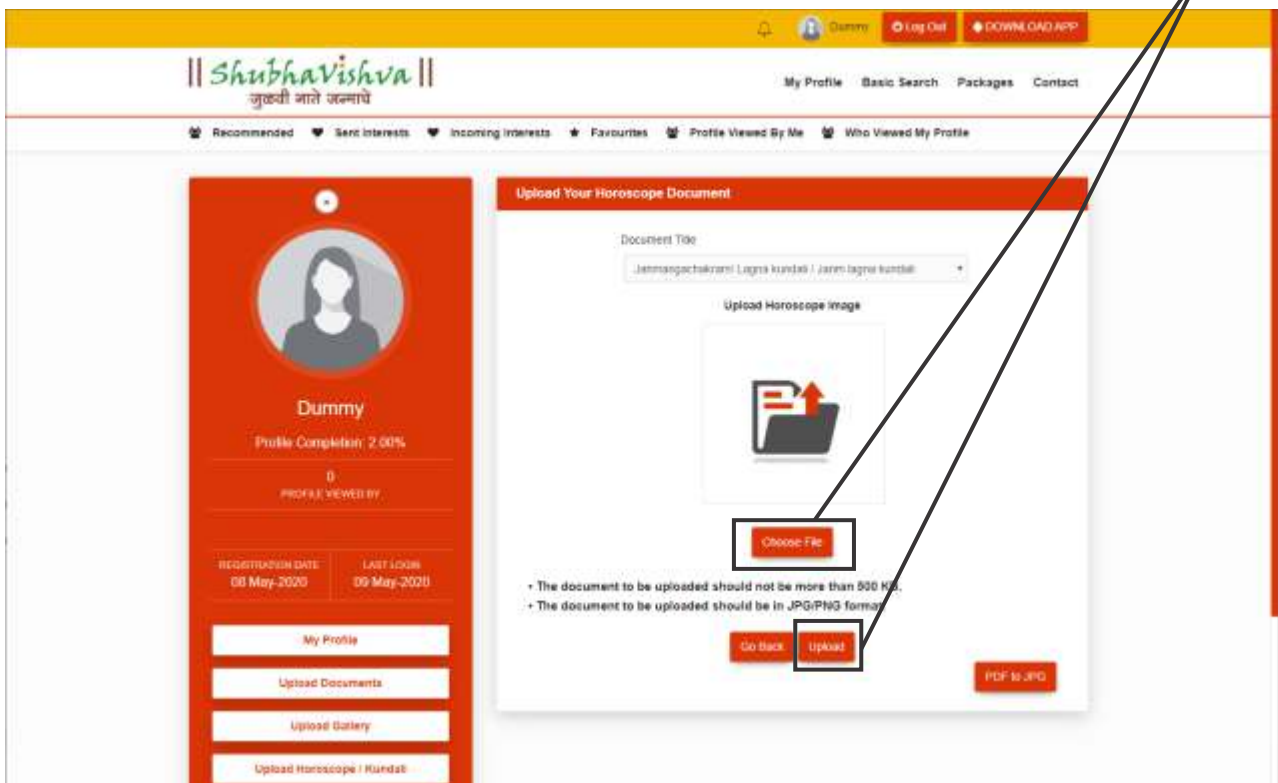 Dummy Log Out DOWNLOAD APP
|| ShubhaVishva ||
जुळवी नाते जन्माचे
My Profile Basic Search Packages Contact
Recommended Sent Interests Incoming Interests Favourites Profile Viewed By Me Who Viewed My Profile
Upload Your Horoscope Document
Document Title
Janmangachakram/ Lagna kundali / Janm lagna kundali
Upload Horoscope Image
Dummy
Profile Completion: 2.00%
0
PROFILE VIEWED BY
Choose File
REGISTRATION DATE LAST LOGIN
08 May-2020 09 May-2020
• The document to be uploaded should not be more than 500 KB.
• The document to be uploaded should be in JPG/PNG format.
My Profile
Go Back Upload
PDF to JPG
Upload Documents
Upload Gallery
Upload Horoscope / Kundali